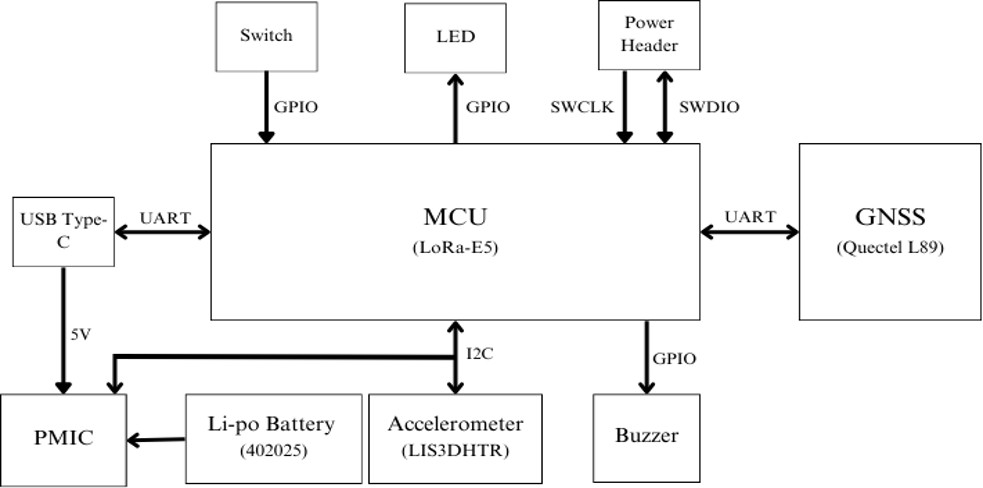 Switch
LED
Power
Header
GPIO
GPIO
SWCLK
SWDIO
USB Type-
C
UART
MCU
(LoRa-E5)
UART
GNSS
(Quectel L89)
5V
I2C
GPIO
PMIC
Li-po Battery
(402025)
Accelerometer
(LIS3DHTR)
Buzzer